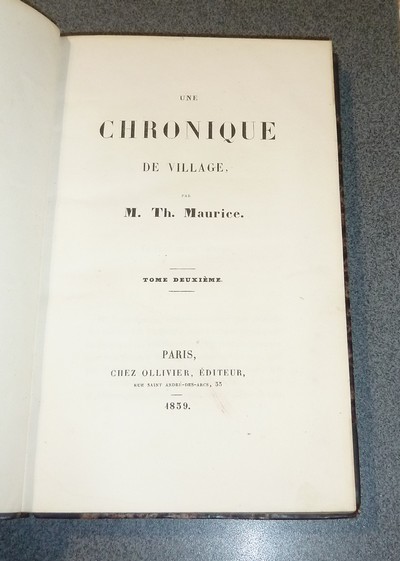 UNE
CHRONIQUE
DE VILLAGE,
PAR
M. Th. Maurice.
TOME DEUXIÈME.
PARIS,
CHEZ OLLIVIER, ÉDITEUR,
RUE SAINT ANDRÉ-DES-ARCS, 33
1839.